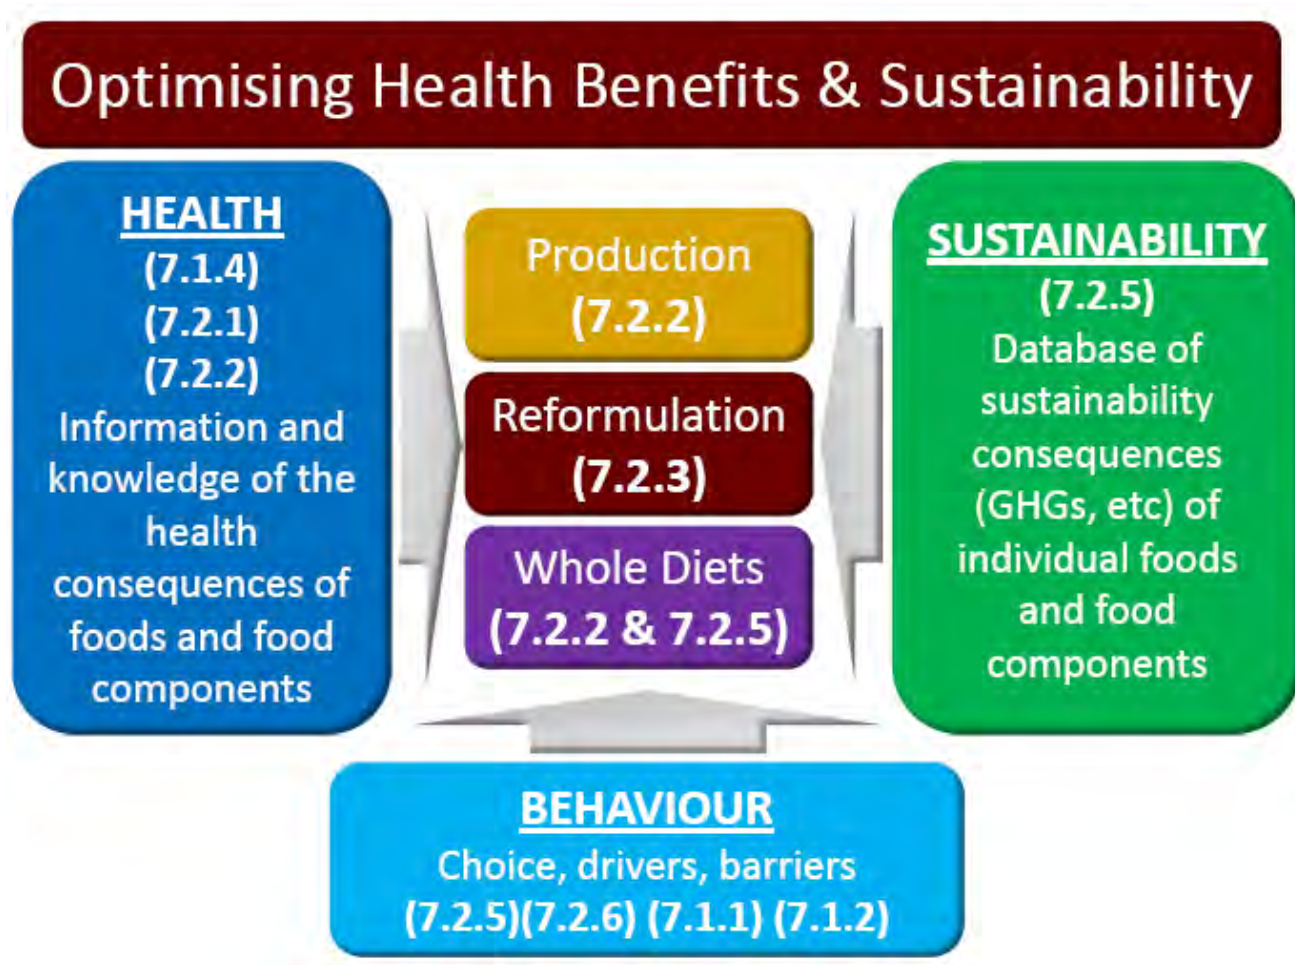 Optimising Health Benefits & Sustainability
HEALTH
(7.1.4)
(7.2.1)
(7.2.2)
Information and
knowledge of the
health
consequences of
foods and food
components
Production
(7.2.2)
Reformulation
(7.2.3)
Whole Diets
(7.2.2 & 7.2.5)
SUSTAINABILITY
(7.2.5)
Database of
sustainability
consequences
(GHGs, etc) of
individual foods
and food
components
BEHAVIOUR
Choice, drivers, barriers
(7.2.5)(7.2.6) (7.1.1) (7.1.2)